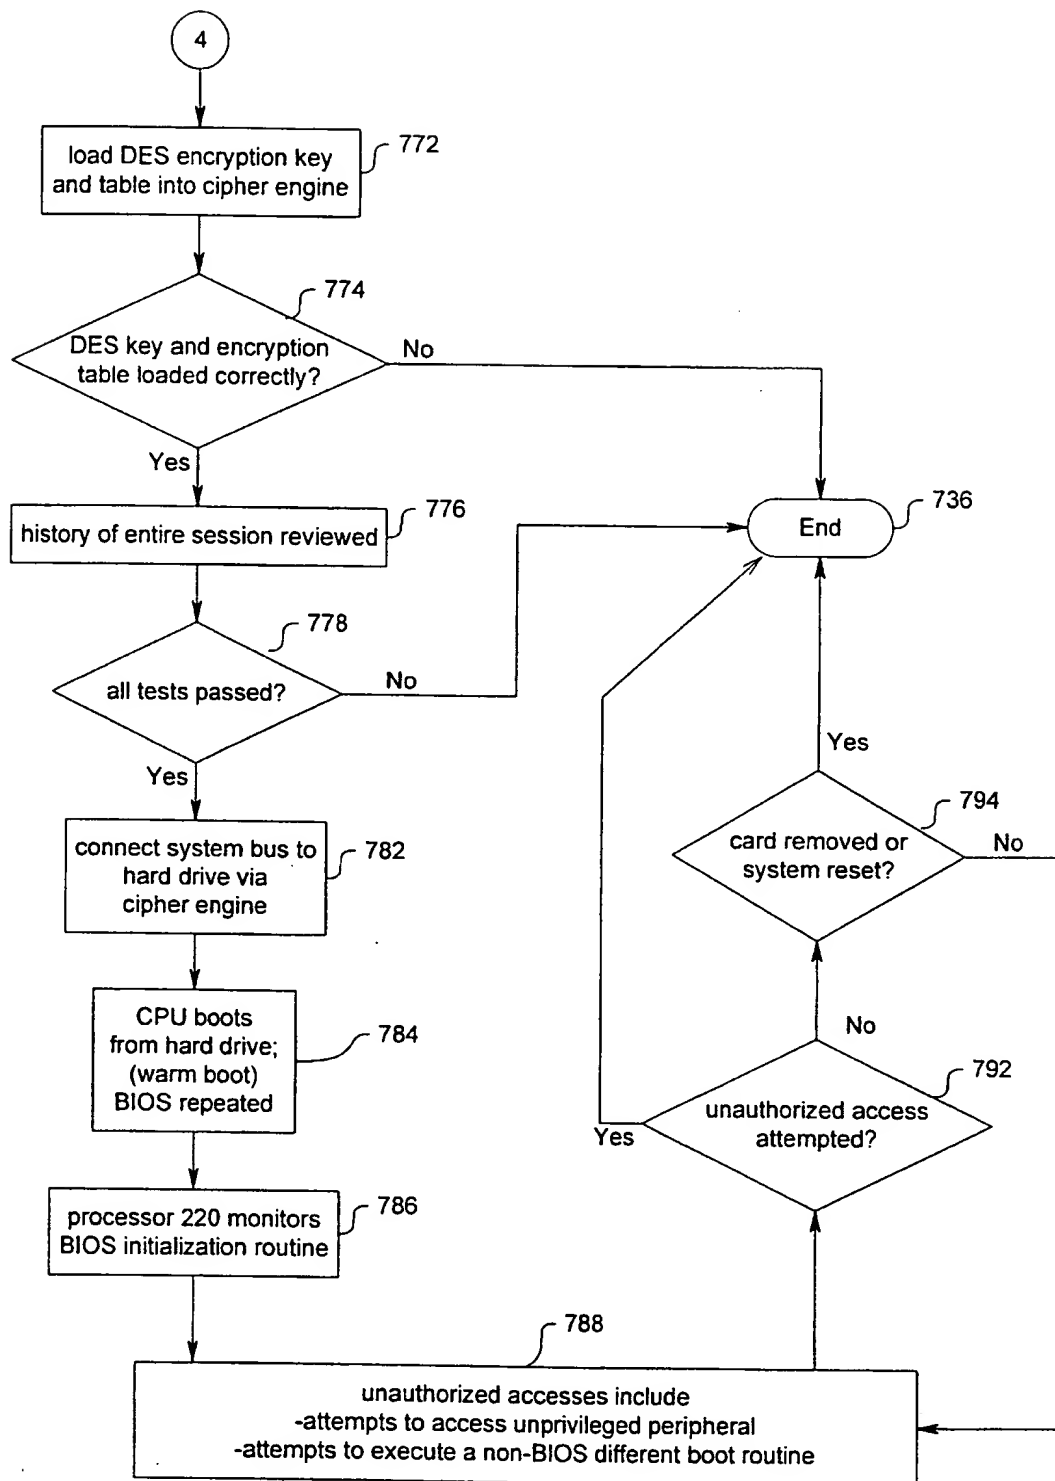 4
load DES encryption key
and table into cipher engine
772
774
DES key and encryption
table loaded correctly?
No
Yes
history of entire session reviewed
776
End
736
778
all tests passed?
No
Yes
Yes
connect system bus to
hard drive via
cipher engine
782
794
card removed or
system reset?
No
CPU boots
from hard drive;
(warm boot)
BIOS repeated
784
No
792
unauthorized access
attempted?
Yes
processor 220 monitors
BIOS initialization routine
786
788
unauthorized accesses include
-attempts to access unprivileged peripheral
-attempts to execute a non-BIOS different boot routine